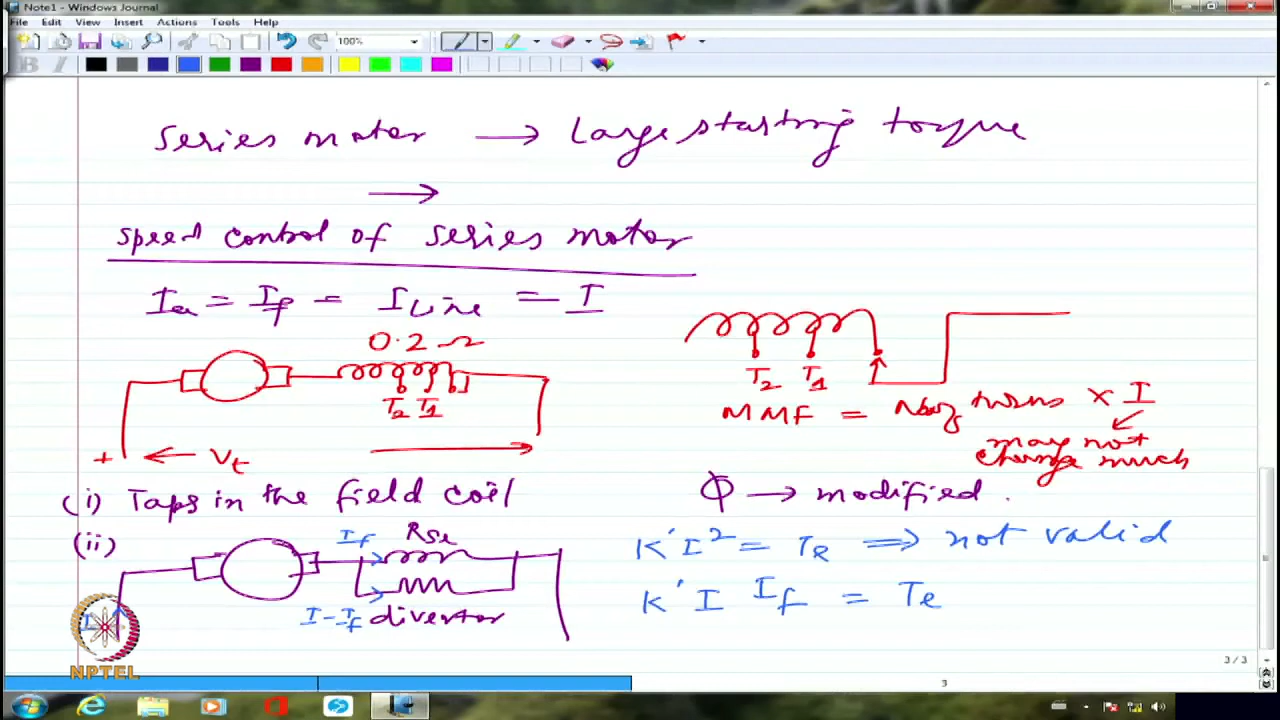 Note1 - Windows Journal
File Edit View Insert Actions Tools Help
100%
B I
Series motor → Large starting torque
→
Speed control of series motor
Ia = If = ILine = I
0.2 Ω
T2 T1
+ ← Vt
T2 T1
MMF = No of turns × I
may not
change much
(i) Taps in the field coil
Φ → modified.
(ii)
If Rse
I - If divertor
I
K' I² = Te ⇒ not valid
K' I If = Te
NPTEL
3 / 3
3